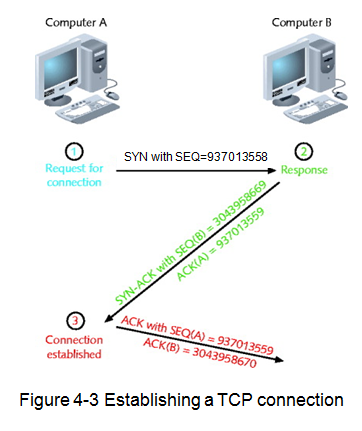 Computer A
Computer B
1
Request for
connection
SYN with SEQ=937013558
2
Response
SYN-ACK with SEQ(B) = 3043958669
ACK(A) = 937013559
3
Connection
established
ACK with SEQ(A) = 937013559
ACK(B) = 3043958670
Figure 4-3 Establishing a TCP connection